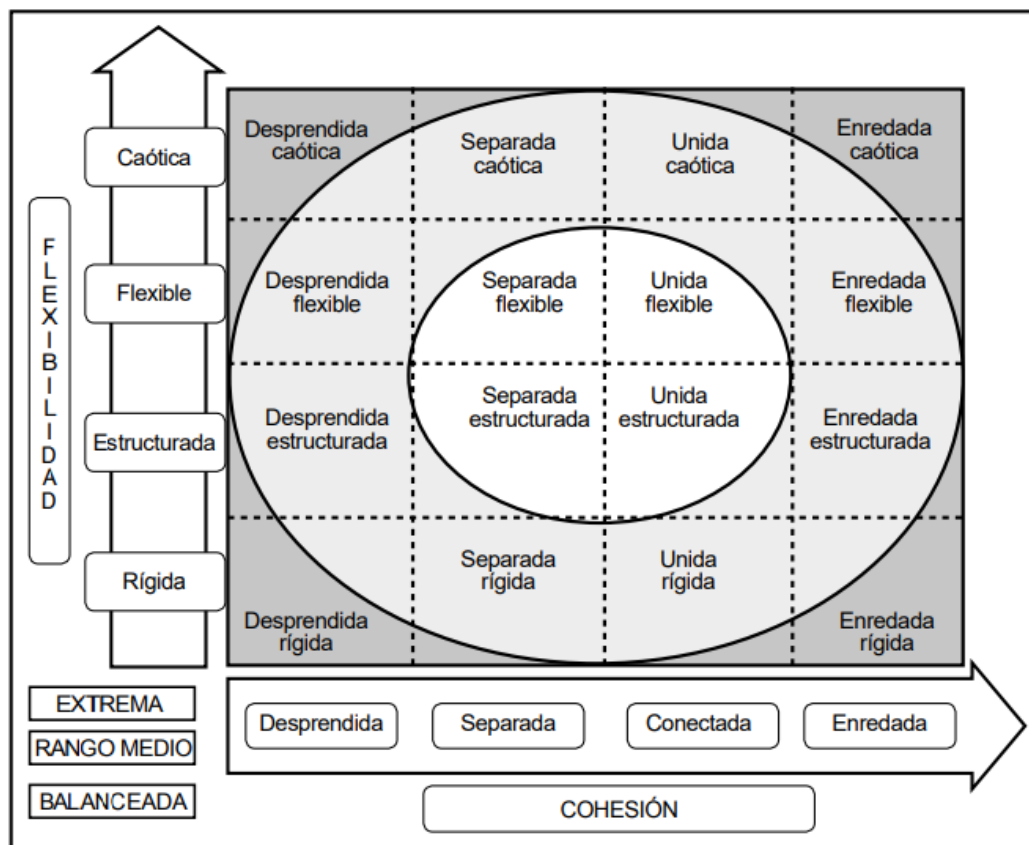 Caótica
Desprendida
caótica
Separada
caótica
Unida
caótica
Enredada
caótica
FLEXIBILIDAD
Flexible
Desprendida
flexible
Separada
flexible
Unida
flexible
Enredada
flexible
Estructurada
Desprendida
estructurada
Separada
estructurada
Unida
estructurada
Enredada
estructurada
Rígida
Desprendida
rígida
Separada
rígida
Unida
rígida
Enredada
rígida
EXTREMA
RANGO MEDIO
BALANCEADA
Desprendida
Separada
Conectada
Enredada
COHESIÓN